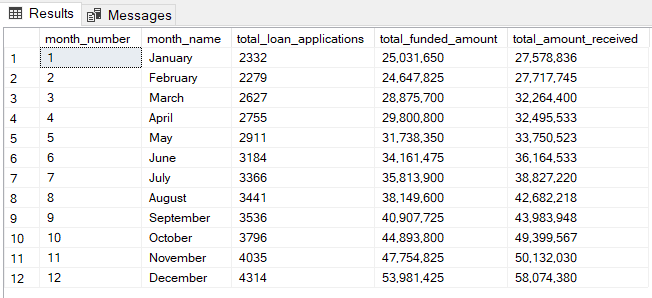 Results Messages
month_number month_name total_loan_applications total_funded_amount total_amount_received
1 1 January 2332 25,031,650 27,578,836
2 2 February 2279 24,647,825 27,717,745
3 3 March 2627 28,875,700 32,264,400
4 4 April 2755 29,800,800 32,495,533
5 5 May 2911 31,738,350 33,750,523
6 6 June 3184 34,161,475 36,164,533
7 7 July 3366 35,813,900 38,827,220
8 8 August 3441 38,149,600 42,682,218
9 9 September 3536 40,907,725 43,983,948
10 10 October 3796 44,893,800 49,399,567
11 11 November 4035 47,754,825 50,132,030
12 12 December 4314 53,981,425 58,074,380